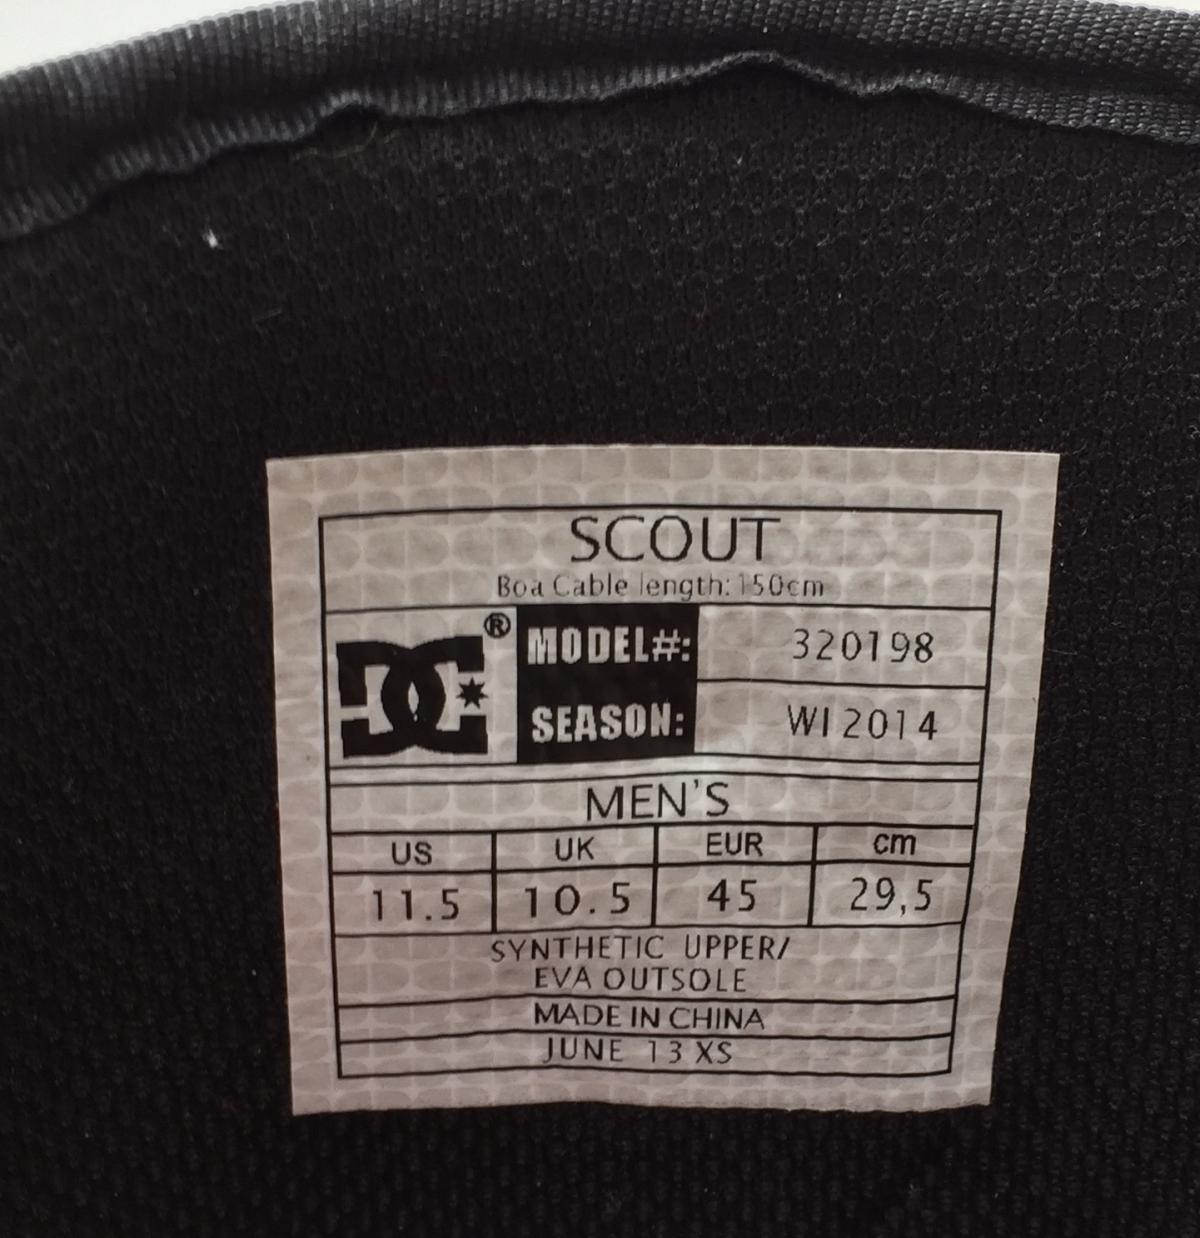 SCOUT
Boa Cable length: 150cm
DC ®
MODEL#: 320198
SEASON: WI 2014
MEN'S
US UK EUR cm
11.5 10.5 45 29,5
SYNTHETIC UPPER/
EVA OUTSOLE
MADE IN CHINA
JUNE 13 XS